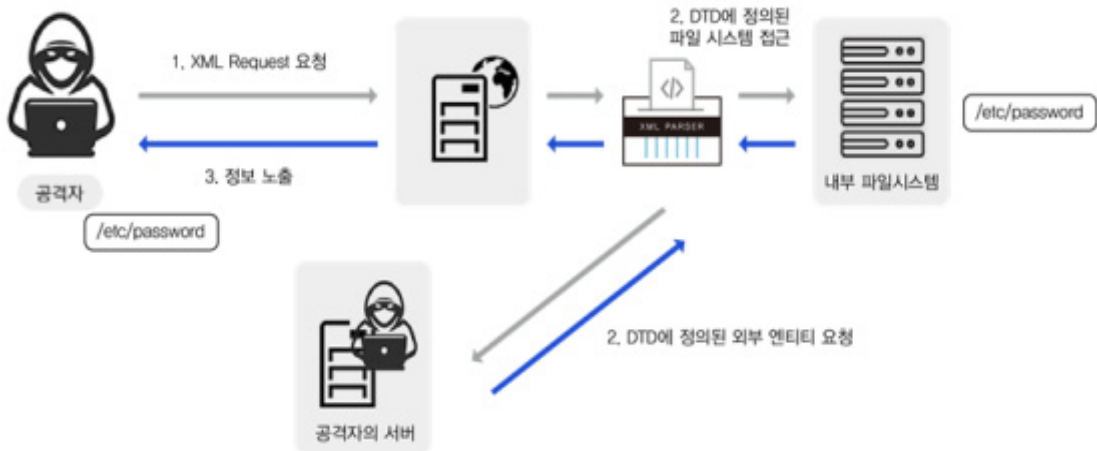 2, DTD에 정의된
파일 시스템 접근
1, XML Request 요청
</>
XML PARSER
/etc/password
3. 정보 노출
공격자
내부 파일시스템
/etc/password
2, DTD에 정의된 외부 엔티티 요청
공격자의 서버